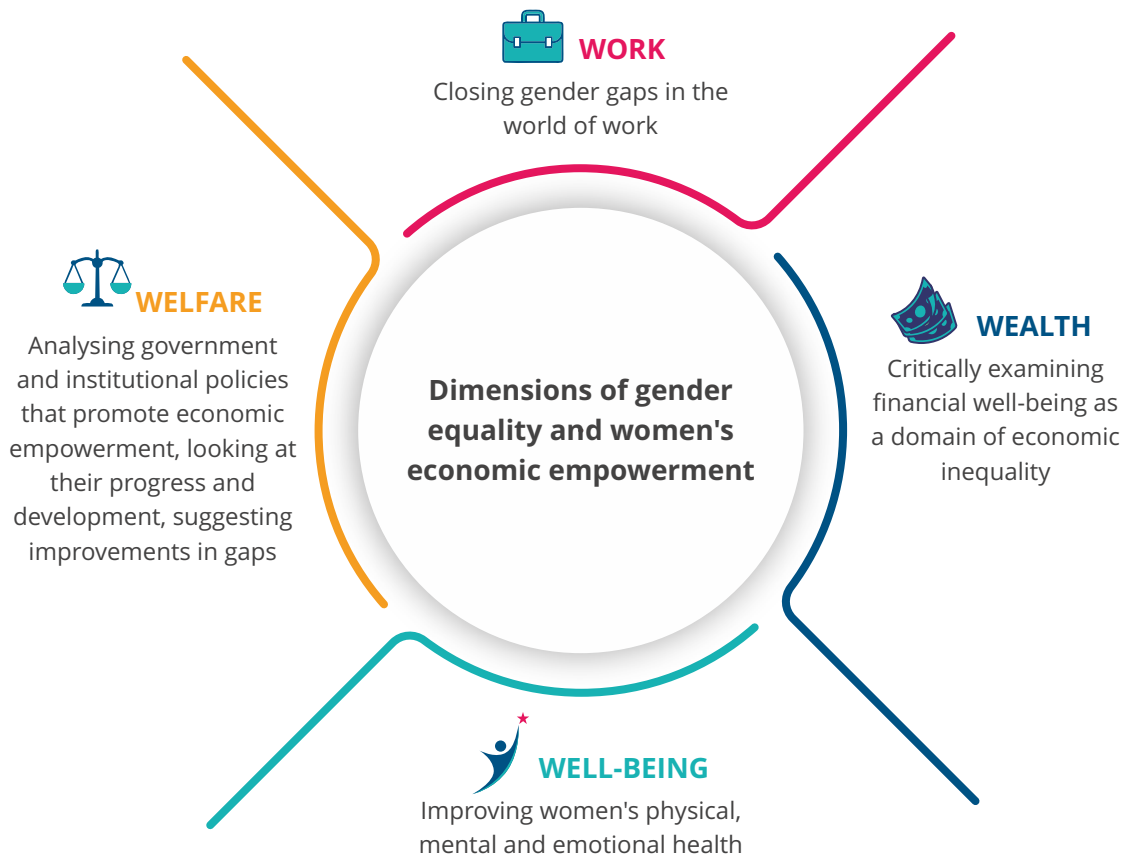 WORK
Closing gender gaps in the
world of work
WELFARE
Analysing government
and institutional policies
that promote economic
empowerment, looking at
their progress and
development, suggesting
improvements in gaps
Dimensions of gender
equality and women's
economic empowerment
WEALTH
Critically examining
financial well-being as
a domain of economic
inequality
WELL-BEING
Improving women's physical,
mental and emotional health